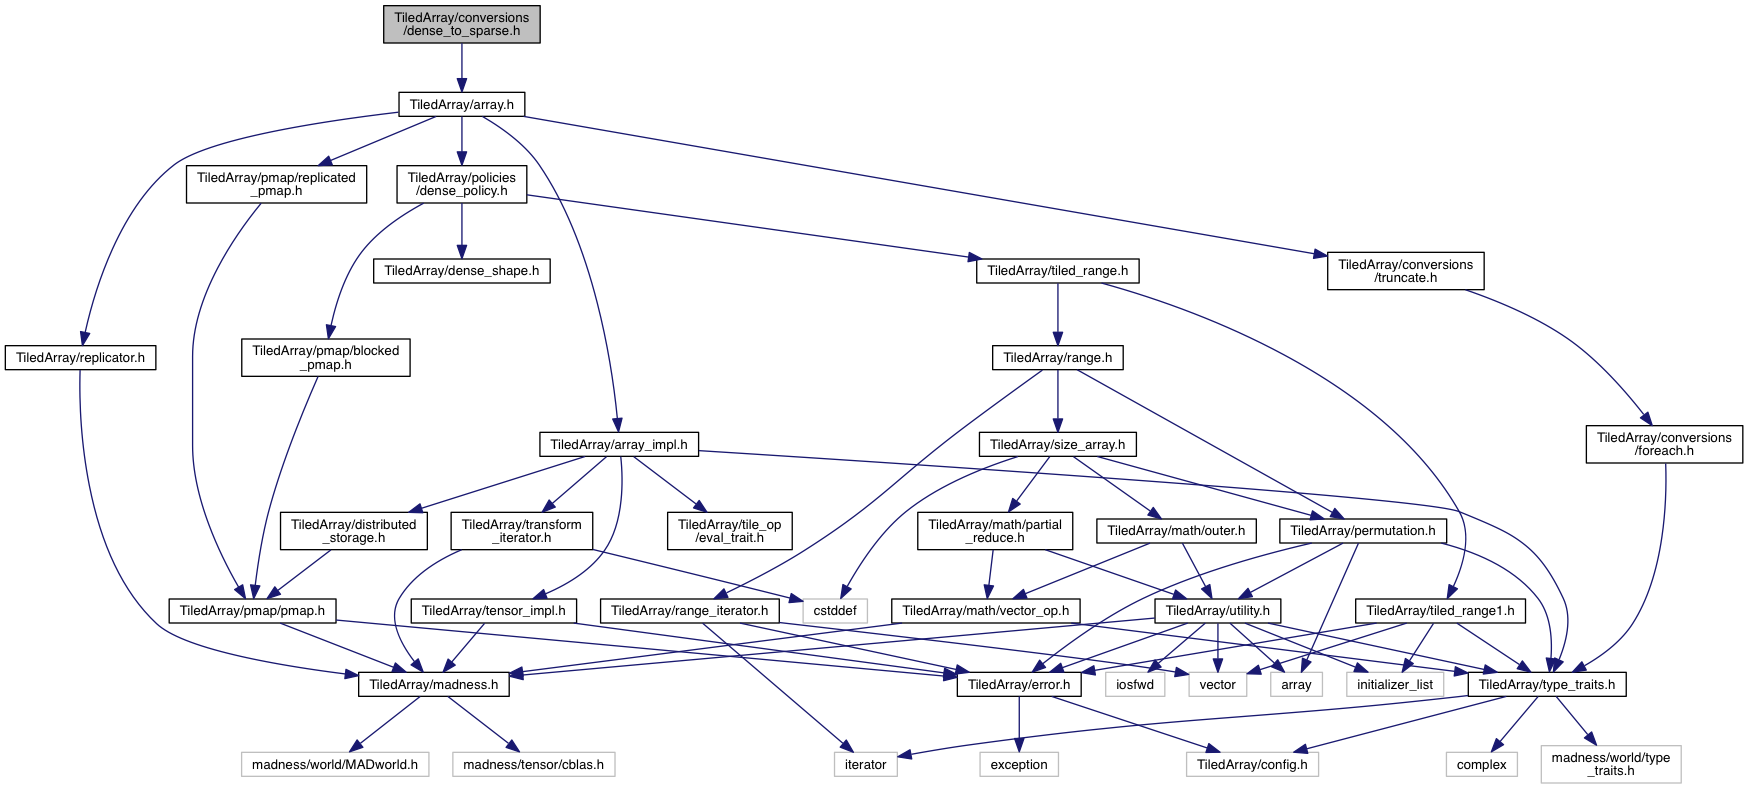 TiledArray/conversions
/dense_to_sparse.h
TiledArray/array.h
TiledArray/pmap/replicated
_pmap.h
TiledArray/policies
/dense_policy.h
TiledArray/dense_shape.h
TiledArray/tiled_range.h
TiledArray/conversions
/truncate.h
TiledArray/replicator.h
TiledArray/pmap/blocked
_pmap.h
TiledArray/range.h
TiledArray/array_impl.h
TiledArray/size_array.h
TiledArray/conversions
/foreach.h
TiledArray/distributed
_storage.h
TiledArray/transform
_iterator.h
TiledArray/tile_op
/eval_trait.h
TiledArray/math/partial
_reduce.h
TiledArray/math/outer.h
TiledArray/permutation.h
TiledArray/pmap/pmap.h
TiledArray/tensor_impl.h
TiledArray/range_iterator.h
cstddef
TiledArray/math/vector_op.h
TiledArray/utility.h
TiledArray/tiled_range1.h
TiledArray/madness.h
TiledArray/error.h
iosfwd
vector
array
initializer_list
TiledArray/type_traits.h
madness/world/MADworld.h
madness/tensor/cblas.h
iterator
exception
TiledArray/config.h
complex
madness/world/type
_traits.h